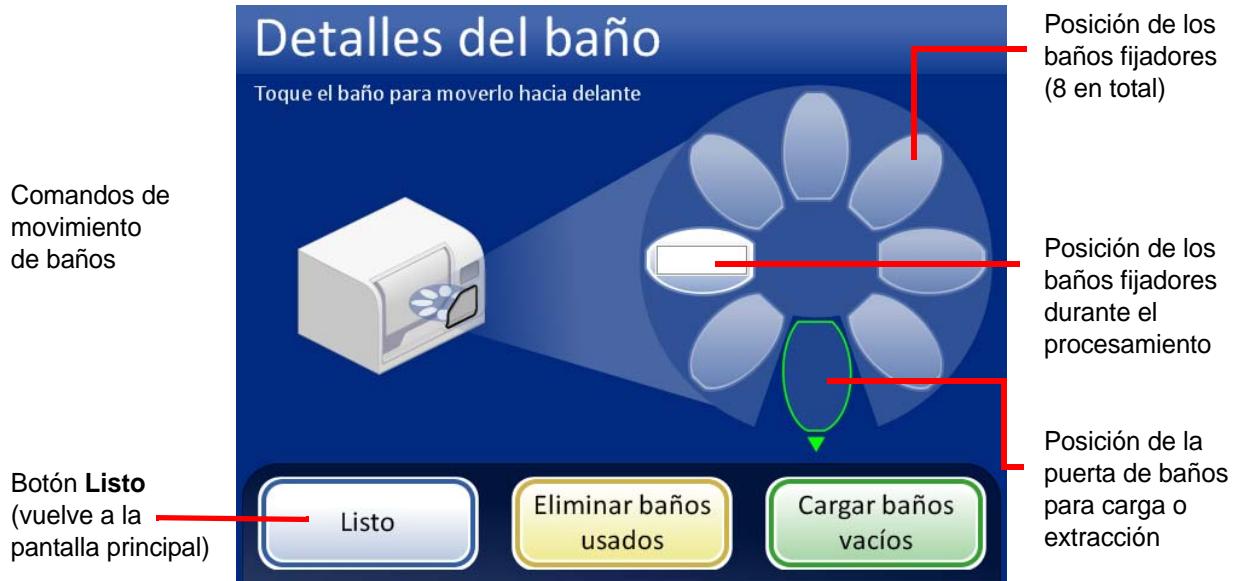 Detalles del baño
Toque el baño para moverlo hacia delante
Comandos de
movimiento
de baños
Botón Listo
(vuelve a la
pantalla principal)
Posición de los
baños fijadores
(8 en total)
Posición de los
baños fijadores
durante el
procesamiento
Posición de la
puerta de baños
para carga o
extracción
Listo
Eliminar baños
usados
Cargar baños
vacíos